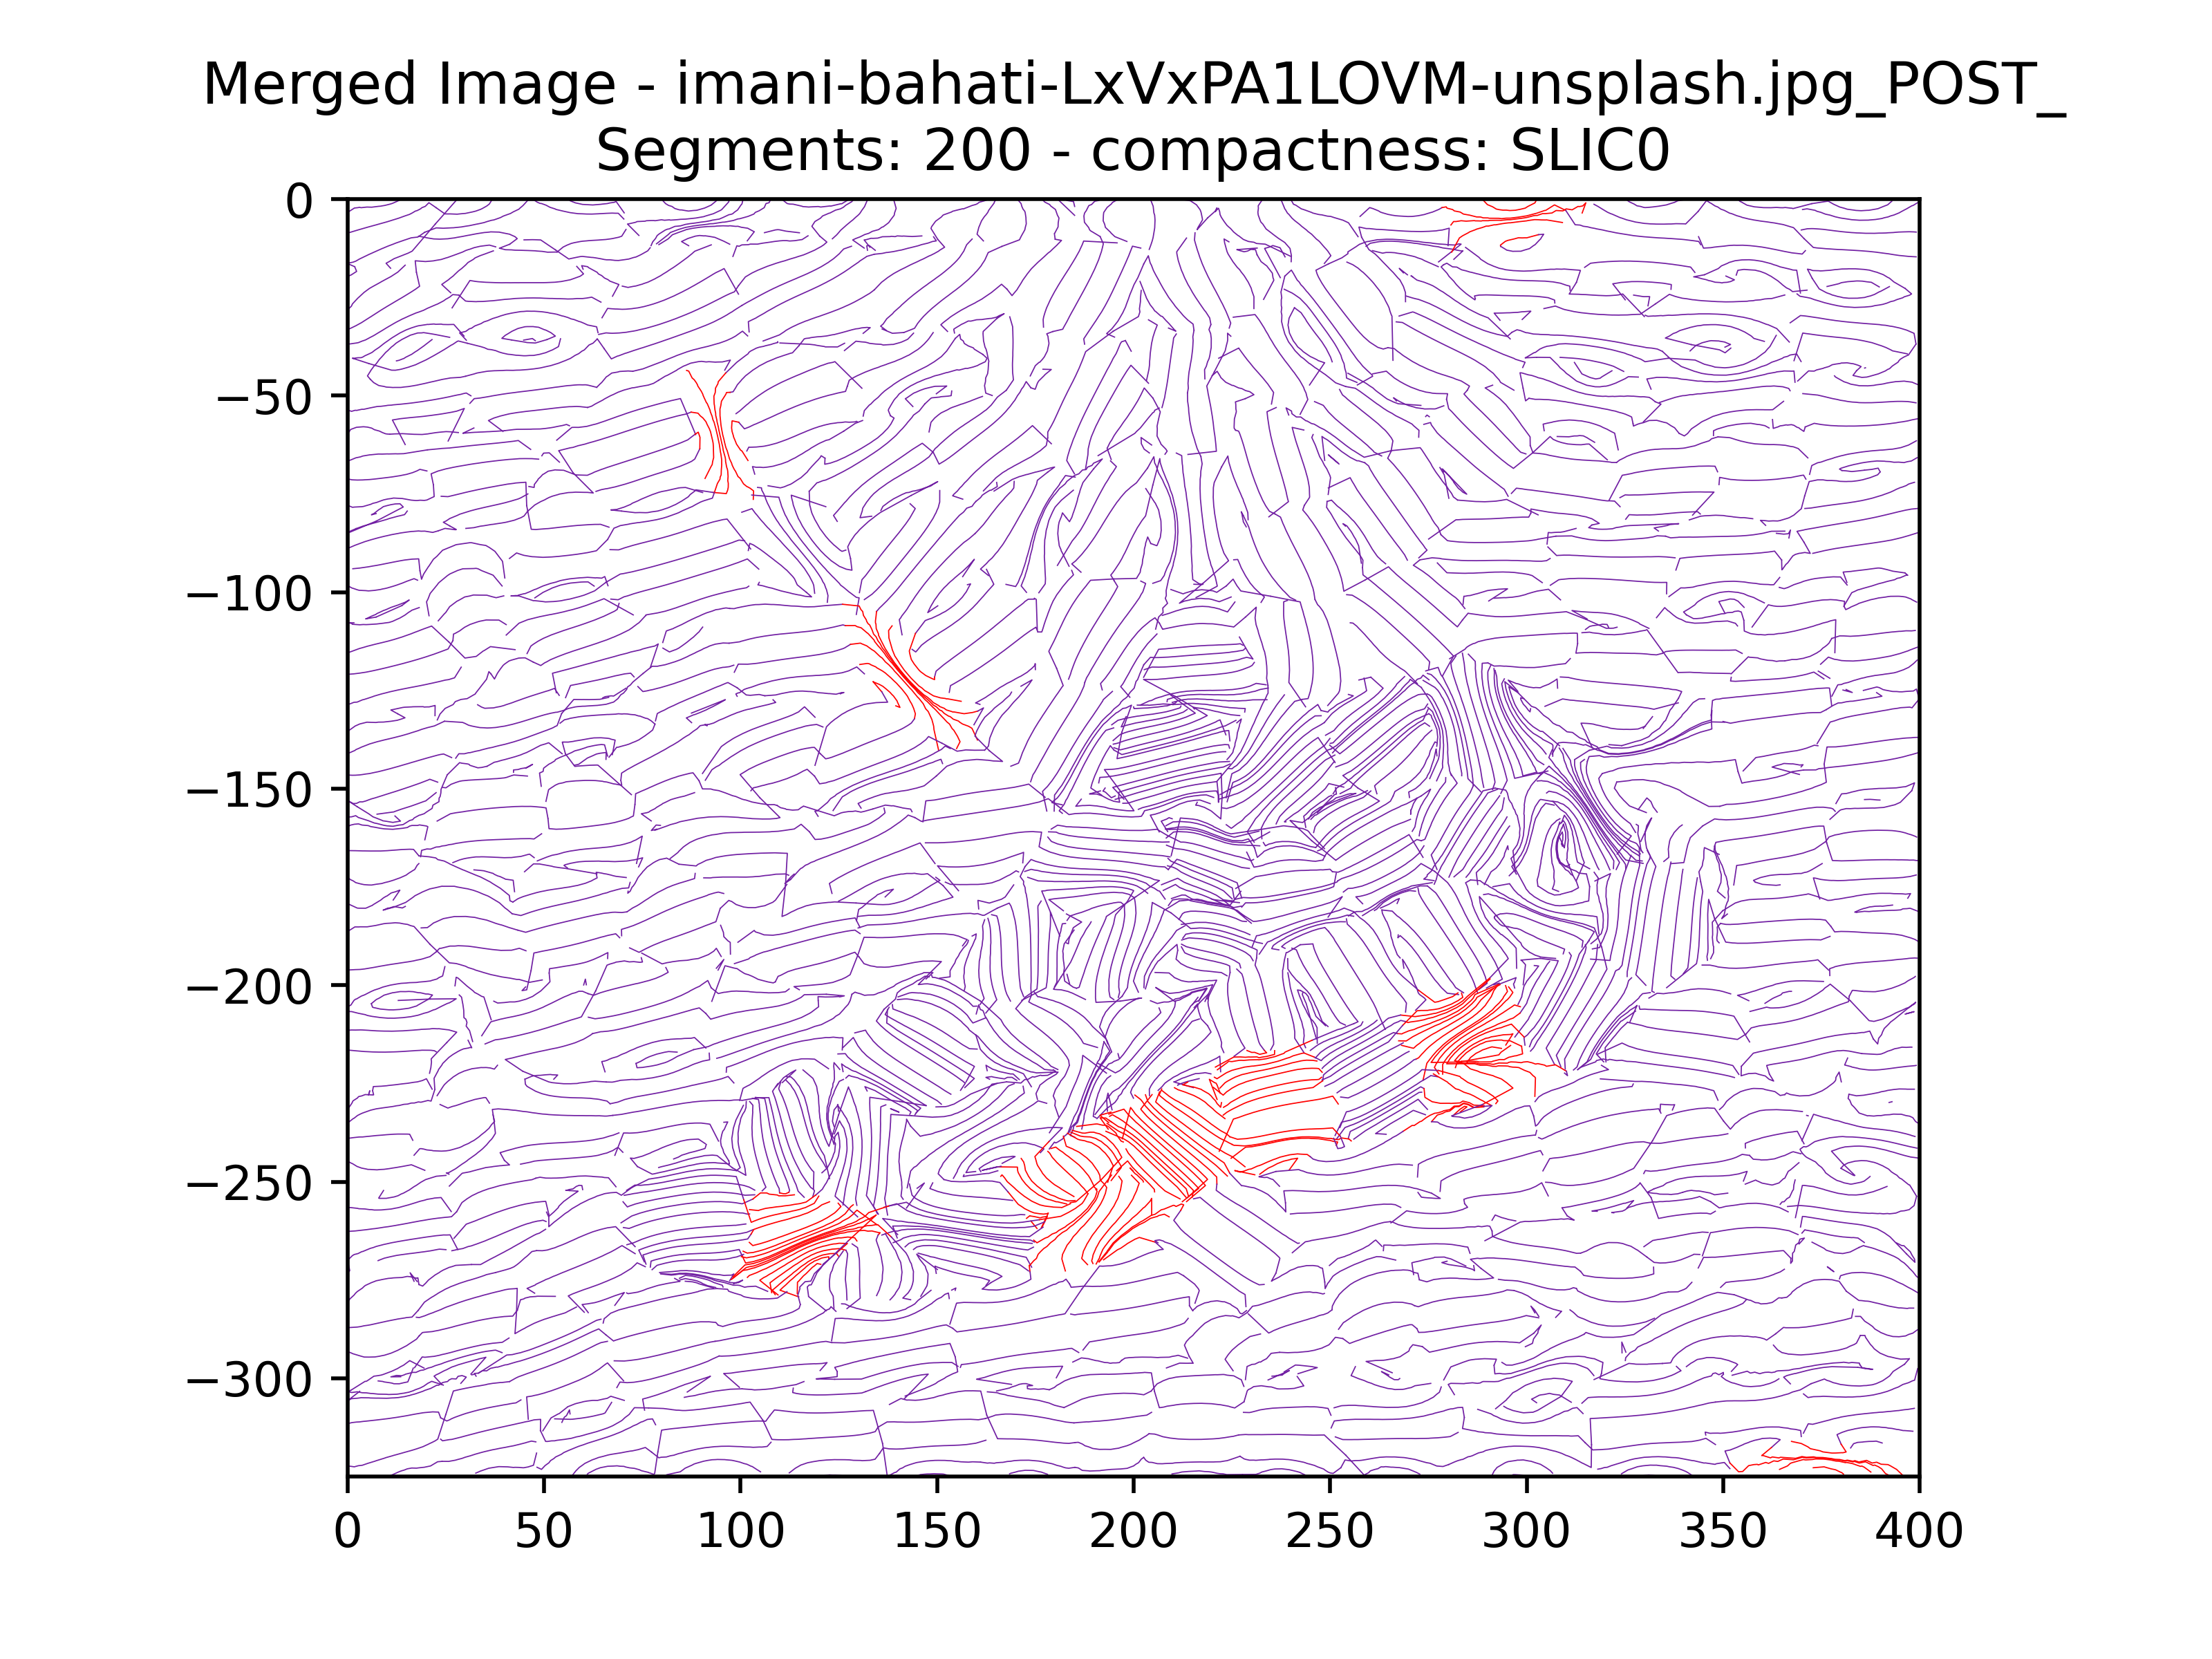 Merged Image - imani-bahati-LxVxPA1LOVM-unsplash.jpg_POST_
Segments: 200 - compactness: SLIC0
0
−50
−100
−150
−200
−250
−300
0 50 100 150 200 250 300 350 400